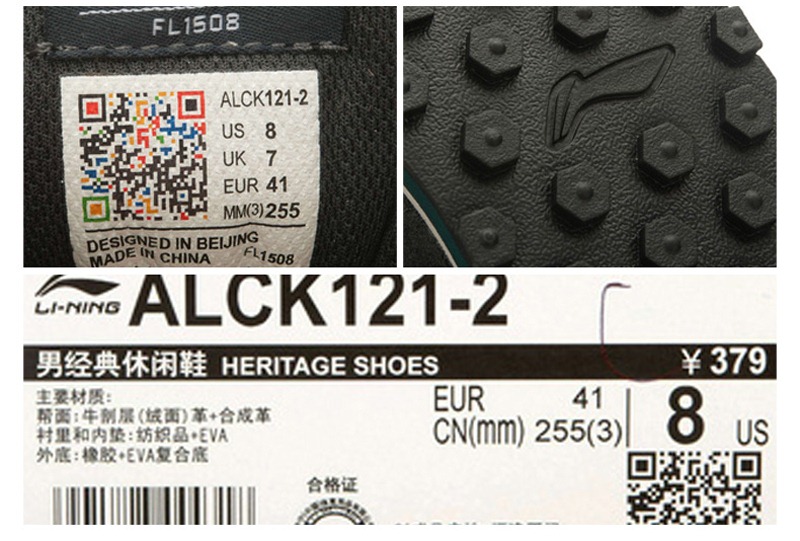 FL1508
ALCK121-2
US 8
UK 7
EUR 41
MM(3) 255
DESIGNED IN BEIJING
MADE IN CHINA FL1508
LI-NING ALCK121-2
男经典休闲鞋 HERITAGE SHOES ¥ 379
主要材质:
帮面:牛剖层(绒面)革+合成革
衬里和内垫:纺织品+EVA
外底:橡胶+EVA复合底
EUR 41
CN(mm) 255(3)
8 US
合格证